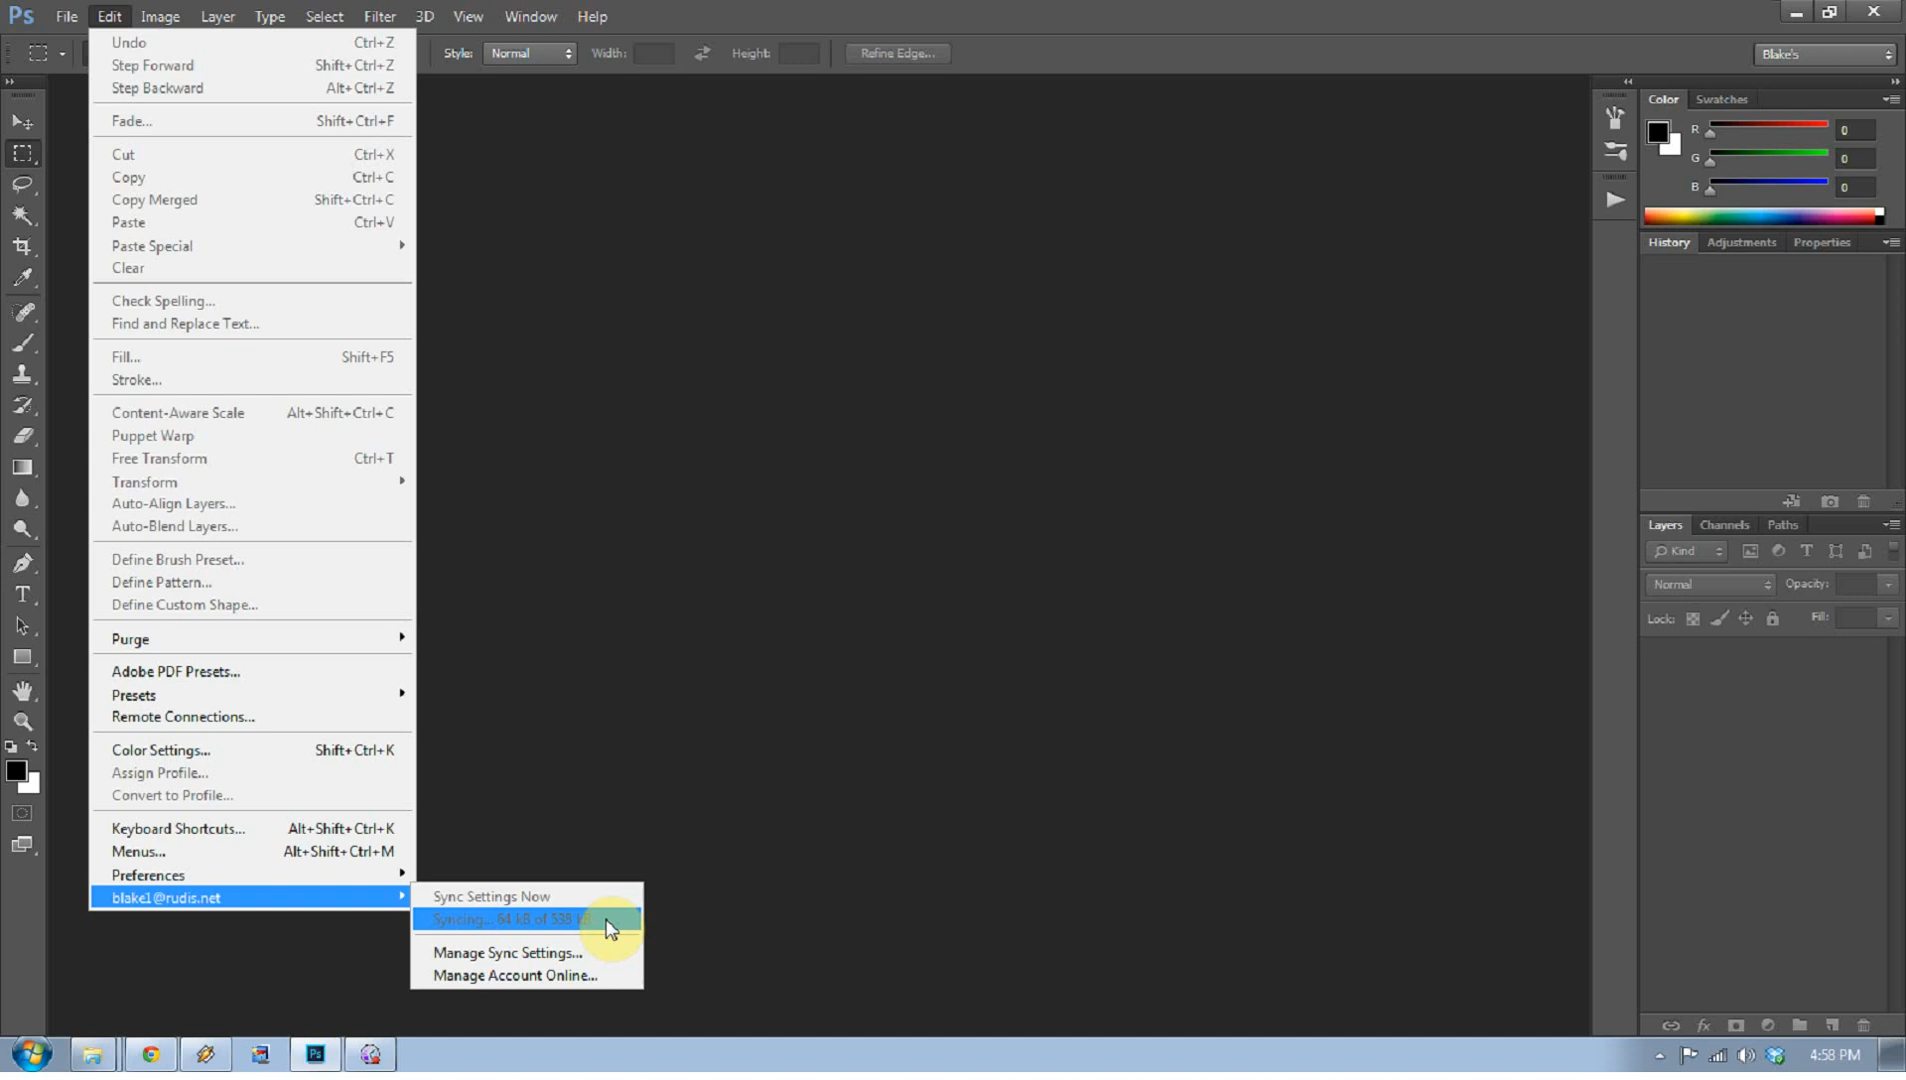 Ps File Edit Image Layer Type Select Filter 3D View Window Help
Style: Normal Width: Height: Refine Edge... Blake's
Undo Ctrl+Z
Step Forward Shift+Ctrl+Z
Step Backward Alt+Ctrl+Z
Fade... Shift+Ctrl+F
Cut Ctrl+X
Copy Ctrl+C
Copy Merged Shift+Ctrl+C
Paste Ctrl+V
Paste Special
Clear
Check Spelling...
Find and Replace Text...
Fill... Shift+F5
Stroke...
Content-Aware Scale Alt+Shift+Ctrl+C
Puppet Warp
Free Transform Ctrl+T
Transform
Auto-Align Layers...
Auto-Blend Layers...
Define Brush Preset...
Define Pattern...
Define Custom Shape...
Purge
Adobe PDF Presets...
Presets
Remote Connections...
Color Settings... Shift+Ctrl+K
Assign Profile...
Convert to Profile...
Keyboard Shortcuts... Alt+Shift+Ctrl+K
Menus... Alt+Shift+Ctrl+M
Preferences
blake1@rudis.net
Sync Settings Now
Syncing... 64 kB of 538 kB
Manage Sync Settings...
Manage Account Online...
Color Swatches
R 0
G 0
B 0
History Adjustments Properties
Layers Channels Paths
Kind
Normal Opacity:
Lock: Fill:
fx
Ps
4:58 PM